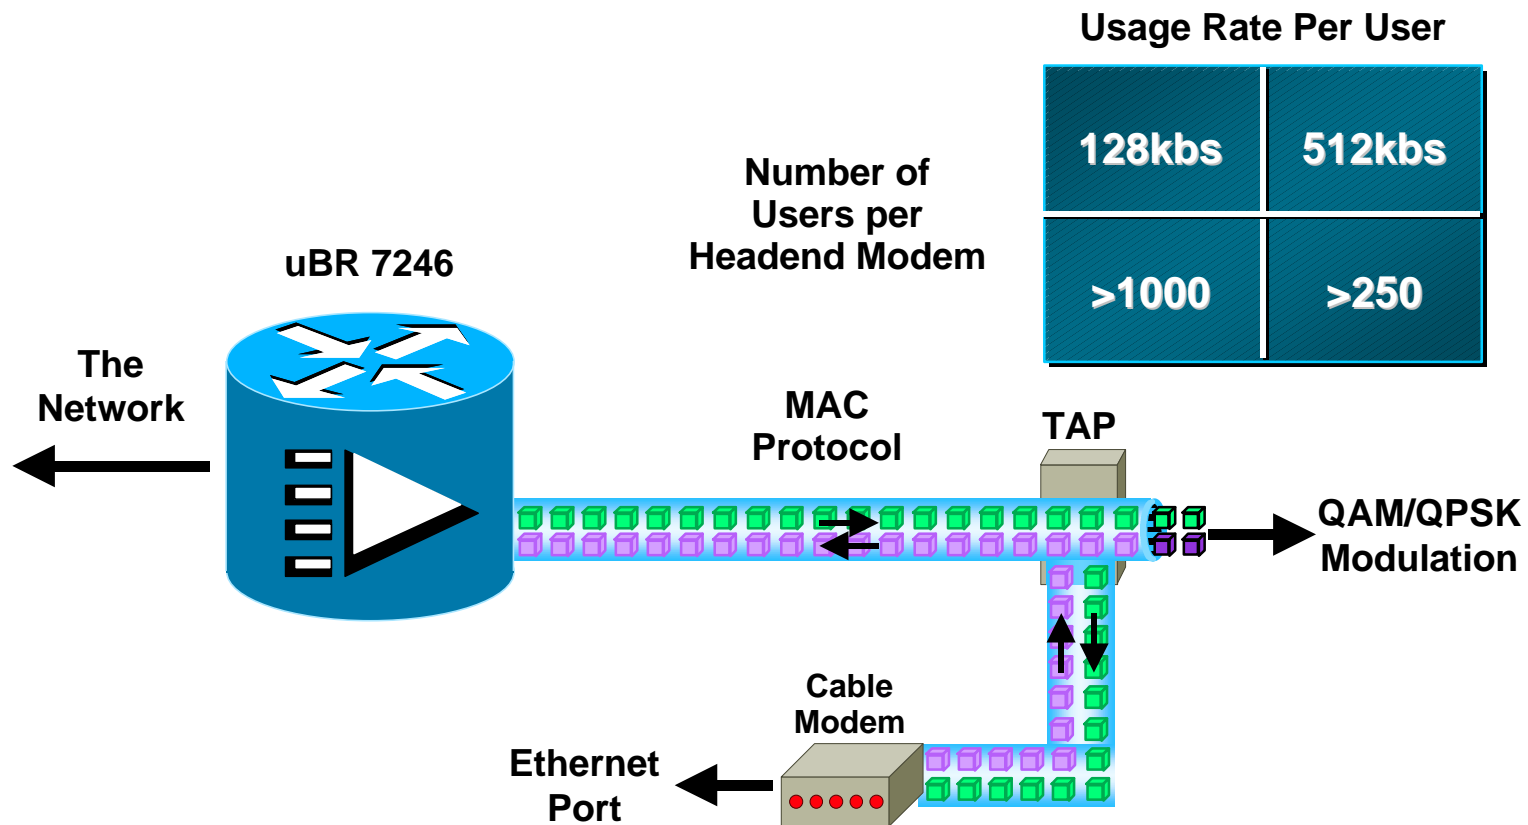 Usage Rate Per User
128kbs 512kbs
Number of
Users per
Headend Modem
>1000 >250
uBR 7246
The
Network
MAC
Protocol
TAP
QAM/QPSK
Modulation
Cable
Modem
Ethernet
Port